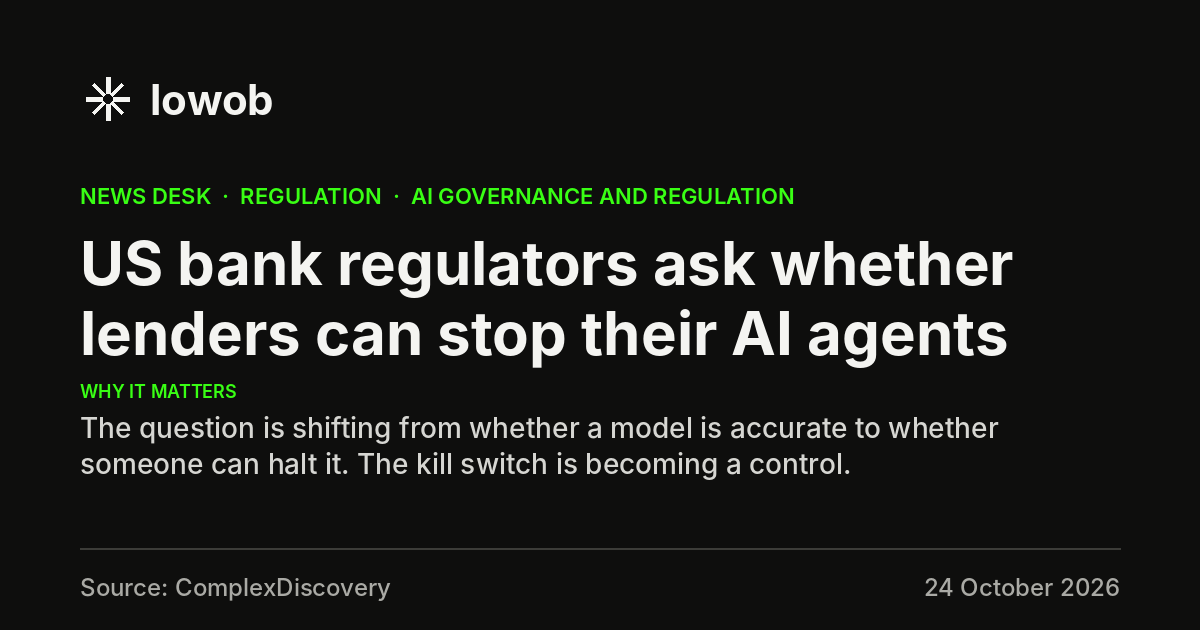 lowob
NEWS DESK · REGULATION · AI GOVERNANCE AND REGULATION
US bank regulators ask whether
lenders can stop their AI agents
WHY IT MATTERS
The question is shifting from whether a model is accurate to whether
someone can halt it. The kill switch is becoming a control.
Source: ComplexDiscovery
24 October 2026